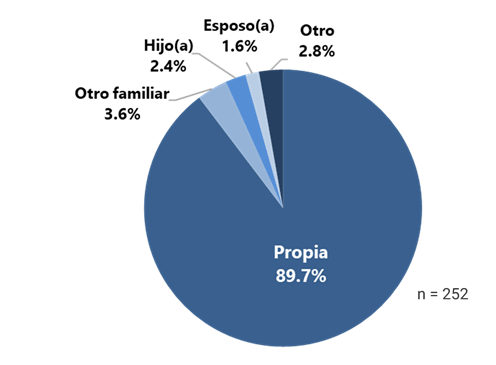 Esposo(a)
1.6%
Otro
2.8%
Hijo(a)
2.4%
Otro familiar
3.6%
Propia
89.7%
n = 252